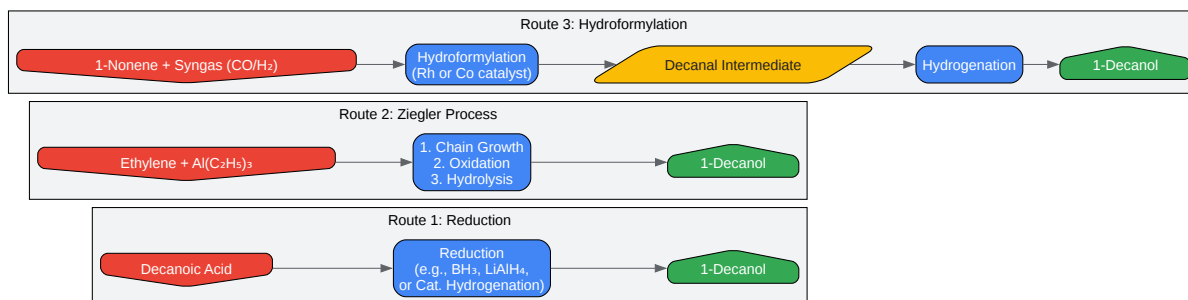 Route 3: Hydroformylation
1-Nonene + Syngas (CO/H₂)
Hydroformylation
(Rh or Co catalyst)
Decanal Intermediate
Hydrogenation
1-Decanol
Route 2: Ziegler Process
Ethylene + Al(C₂H₅)₃
1. Chain Growth
2. Oxidation
3. Hydrolysis
1-Decanol
Route 1: Reduction
Decanoic Acid
Reduction
(e.g., BH₃, LiAlH₄,
or Cat. Hydrogenation)
1-Decanol